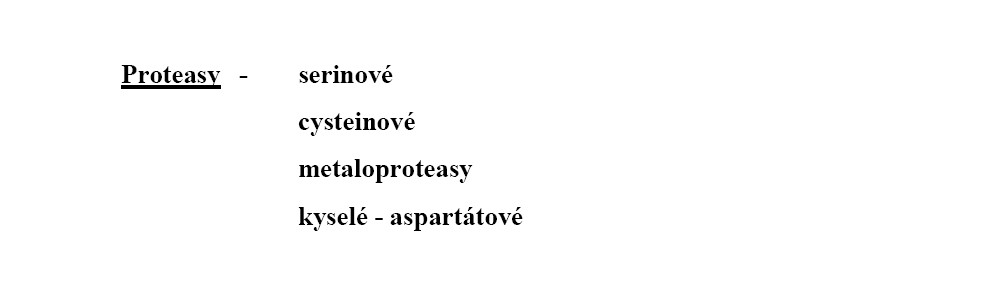 Proteasy - serinové
cysteinové
metaloproteasy
kyselé - aspartátové